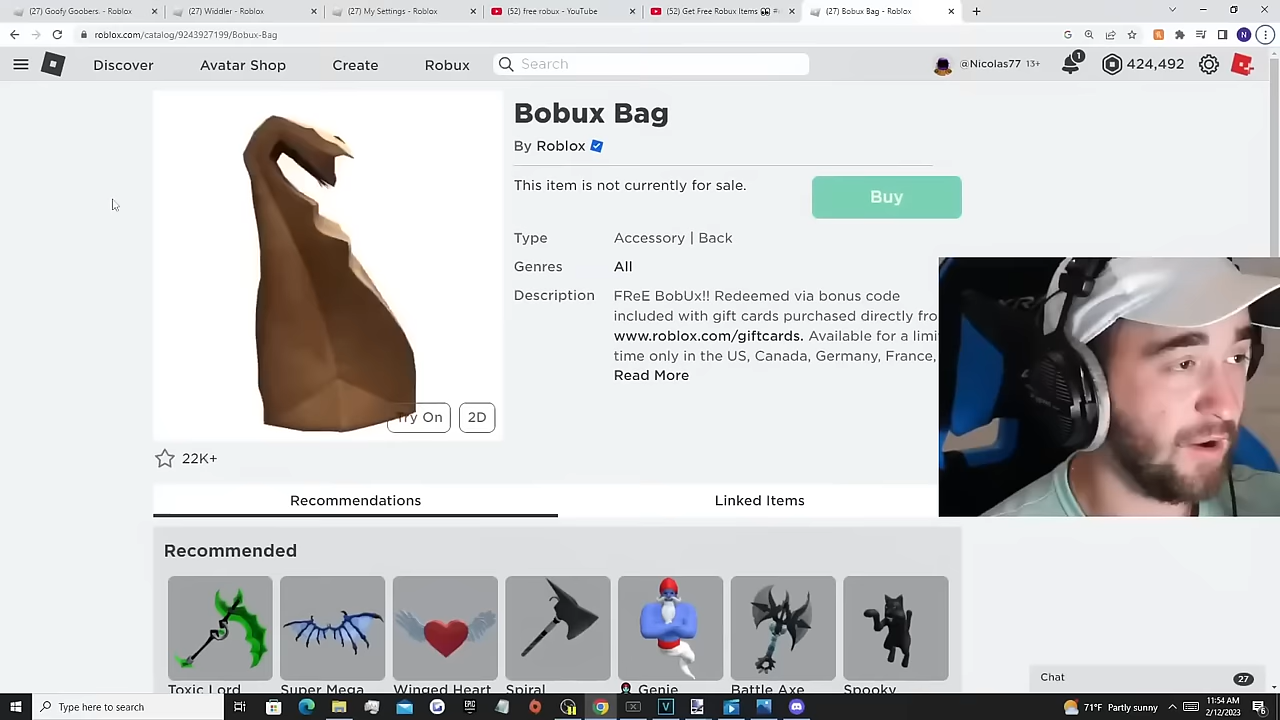 (27) Goofy Goobers. - Roblox
(27) Widdler - Roblox
(27) My Settings - Roblox
(52) free robux - YouTube
(52) Get Free Robux Items
(27) Bobux Bag - Roblox
roblox.com/catalog/9243927199/Bobux-Bag
Discover
Avatar Shop
Create
Robux
Search
@Nicolas77 13+
1
424,492
Bobux Bag
By Roblox
This item is not currently for sale.
Buy
Type
Accessory | Back
Genres
All
Description
FReE BobUx!! Redeemed via bonus code
included with gift cards purchased directly fro
www.roblox.com/giftcards. Available for a limi
time only in the US, Canada, Germany, France,
Read More
Try On
2D
22K+
Recommendations
Linked Items
Recommended
Toxic Lord
Super Mega
Winged Heart
Spiral
Genie
Battle Axe
Spooky
Chat
27
Type here to search
71°F Partly sunny
11:54 AM
2/12/2023